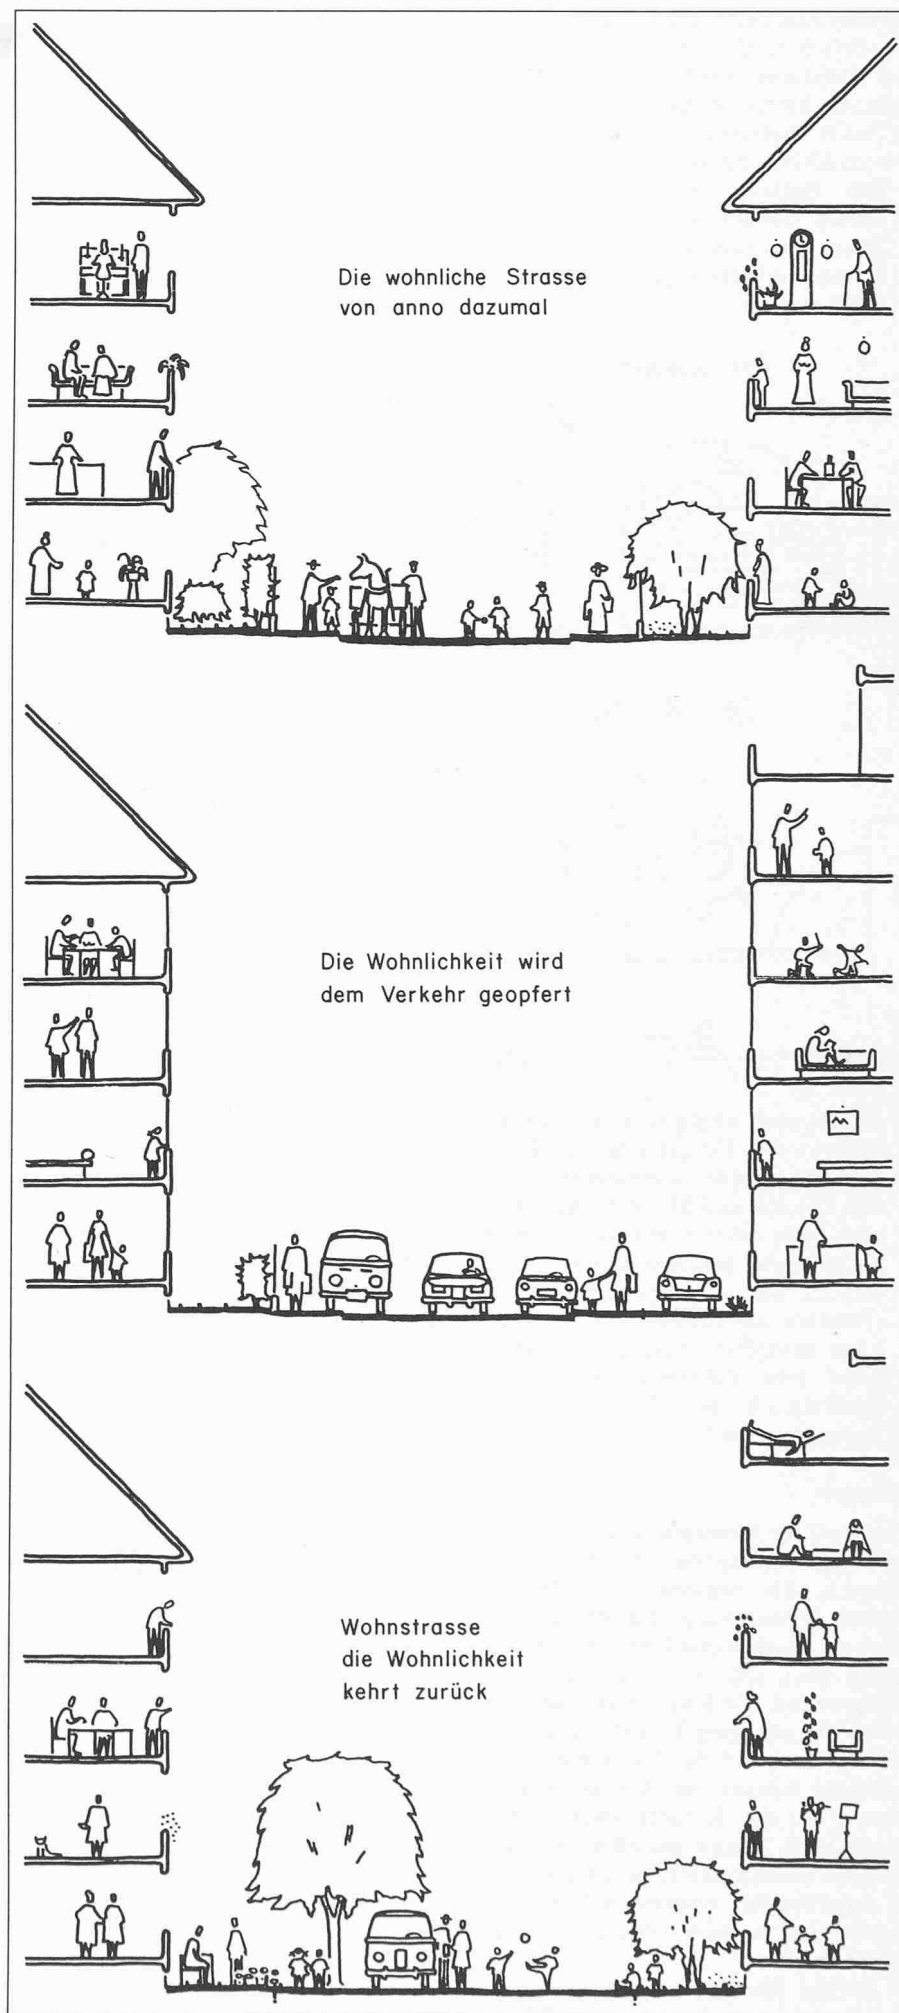 Die wohnliche Strasse
von anno dazumal
Die Wohnlichkeit wird
dem Verkehr geopfert
Wohnstrasse
die Wohnlichkeit
kehrt zurück